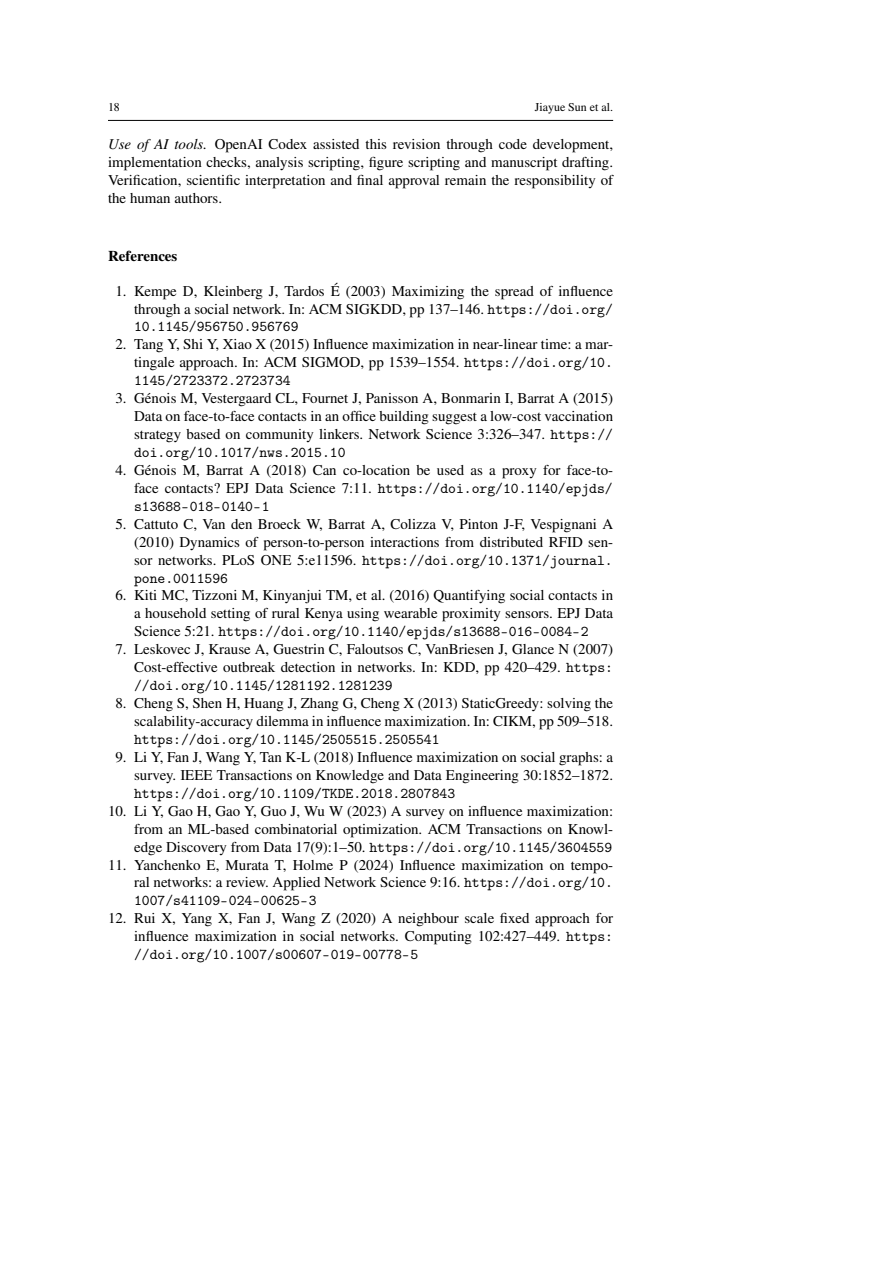 18 Jiayue Sun et al.
Use of AI tools. OpenAI Codex assisted this revision through code development,
implementation checks, analysis scripting, figure scripting and manuscript drafting.
Verification, scientific interpretation and final approval remain the responsibility of
the human authors.
References
1. Kempe D, Kleinberg J, Tardos É (2003) Maximizing the spread of influence
through a social network. In: ACM SIGKDD, pp 137–146. https://doi.org/
10.1145/956750.956769
2. Tang Y, Shi Y, Xiao X (2015) Influence maximization in near-linear time: a mar-
tingale approach. In: ACM SIGMOD, pp 1539–1554. https://doi.org/10.
1145/2723372.2723734
3. Génois M, Vestergaard CL, Fournet J, Panisson A, Bonmarin I, Barrat A (2015)
Data on face-to-face contacts in an office building suggest a low-cost vaccination
strategy based on community linkers. Network Science 3:326–347. https://
doi.org/10.1017/nws.2015.10
4. Génois M, Barrat A (2018) Can co-location be used as a proxy for face-to-
face contacts? EPJ Data Science 7:11. https://doi.org/10.1140/epjds/
s13688-018-0140-1
5. Cattuto C, Van den Broeck W, Barrat A, Colizza V, Pinton J-F, Vespignani A
(2010) Dynamics of person-to-person interactions from distributed RFID sen-
sor networks. PLoS ONE 5:e11596. https://doi.org/10.1371/journal.
pone.0011596
6. Kiti MC, Tizzoni M, Kinyanjui TM, et al. (2016) Quantifying social contacts in
a household setting of rural Kenya using wearable proximity sensors. EPJ Data
Science 5:21. https://doi.org/10.1140/epjds/s13688-016-0084-2
7. Leskovec J, Krause A, Guestrin C, Faloutsos C, VanBriesen J, Glance N (2007)
Cost-effective outbreak detection in networks. In: KDD, pp 420–429. https:
//doi.org/10.1145/1281192.1281239
8. Cheng S, Shen H, Huang J, Zhang G, Cheng X (2013) StaticGreedy: solving the
scalability-accuracy dilemma in influence maximization. In: CIKM, pp 509–518.
https://doi.org/10.1145/2505515.2505541
9. Li Y, Fan J, Wang Y, Tan K-L (2018) Influence maximization on social graphs: a
survey. IEEE Transactions on Knowledge and Data Engineering 30:1852–1872.
https://doi.org/10.1109/TKDE.2018.2807843
10. Li Y, Gao H, Gao Y, Guo J, Wu W (2023) A survey on influence maximization:
from an ML-based combinatorial optimization. ACM Transactions on Knowl-
edge Discovery from Data 17(9):1–50. https://doi.org/10.1145/3604559
11. Yanchenko E, Murata T, Holme P (2024) Influence maximization on tempo-
ral networks: a review. Applied Network Science 9:16. https://doi.org/10.
1007/s41109-024-00625-3
12. Rui X, Yang X, Fan J, Wang Z (2020) A neighbour scale fixed approach for
influence maximization in social networks. Computing 102:427–449. https:
//doi.org/10.1007/s00607-019-00778-5